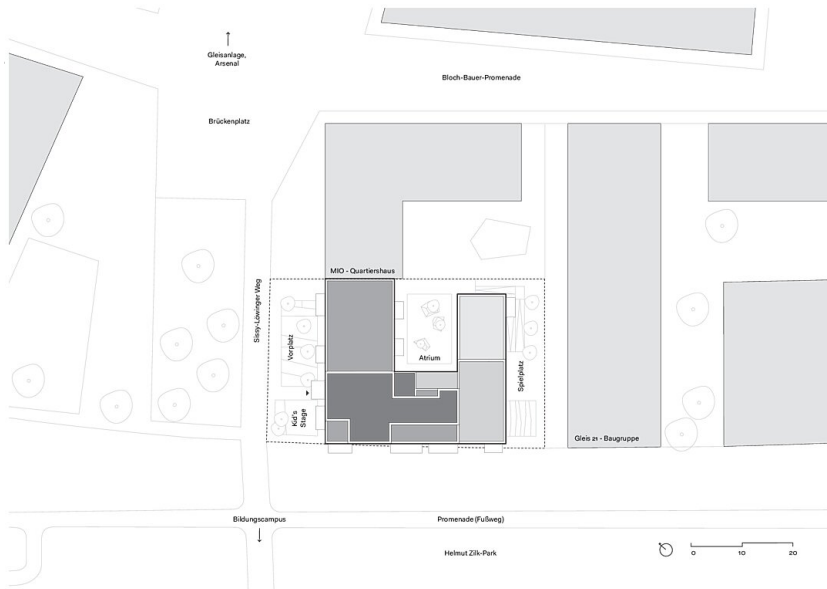 Gleisanlage,
Arsenal
Bloch-Bauer-Promenade
Brückenplatz
MIO - Quartiershaus
Sissy-Löwinger Weg
Vorplatz
Atrium
Spielplatz
Kid's
Stage
Gleis 21 - Baugruppe
Bildungscampus
Promenade (Fußweg)
Helmut Zilk-Park
0 10 20